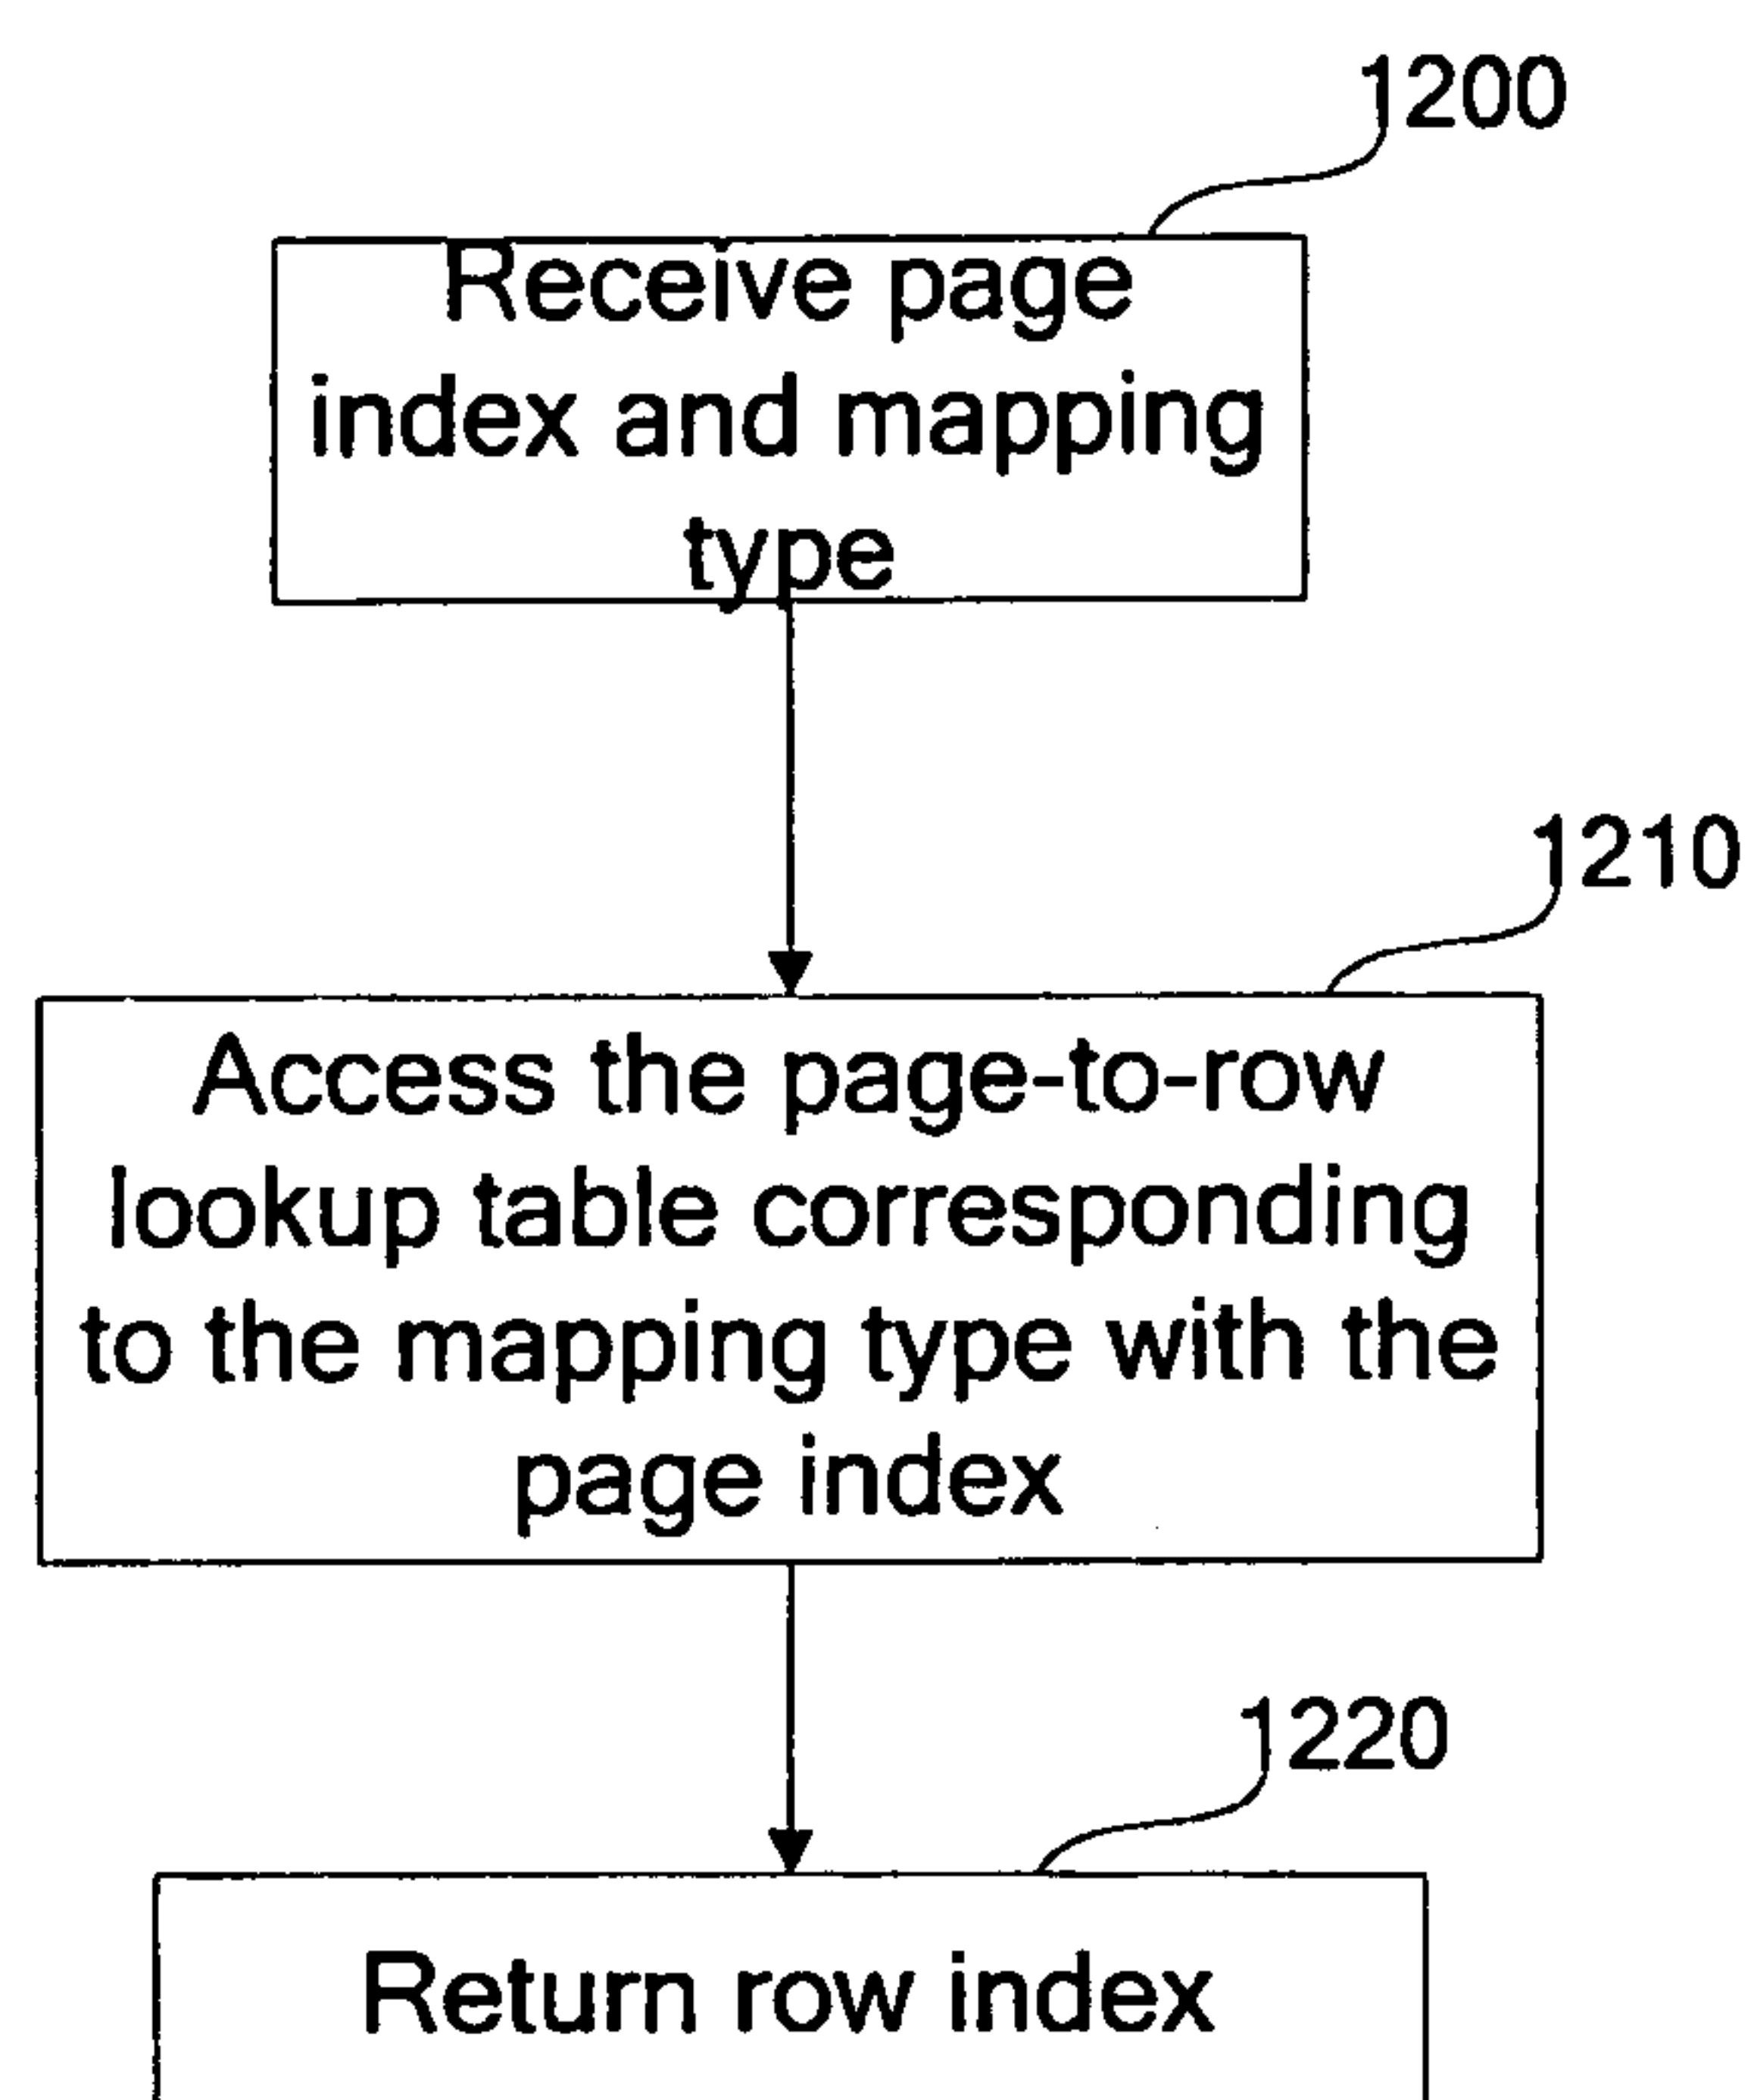 1200
Receive page
index and mapping
type
1210
Access the page-to-row
lookup table corresponding
to the mapping type with the
page index
1220
Return row index